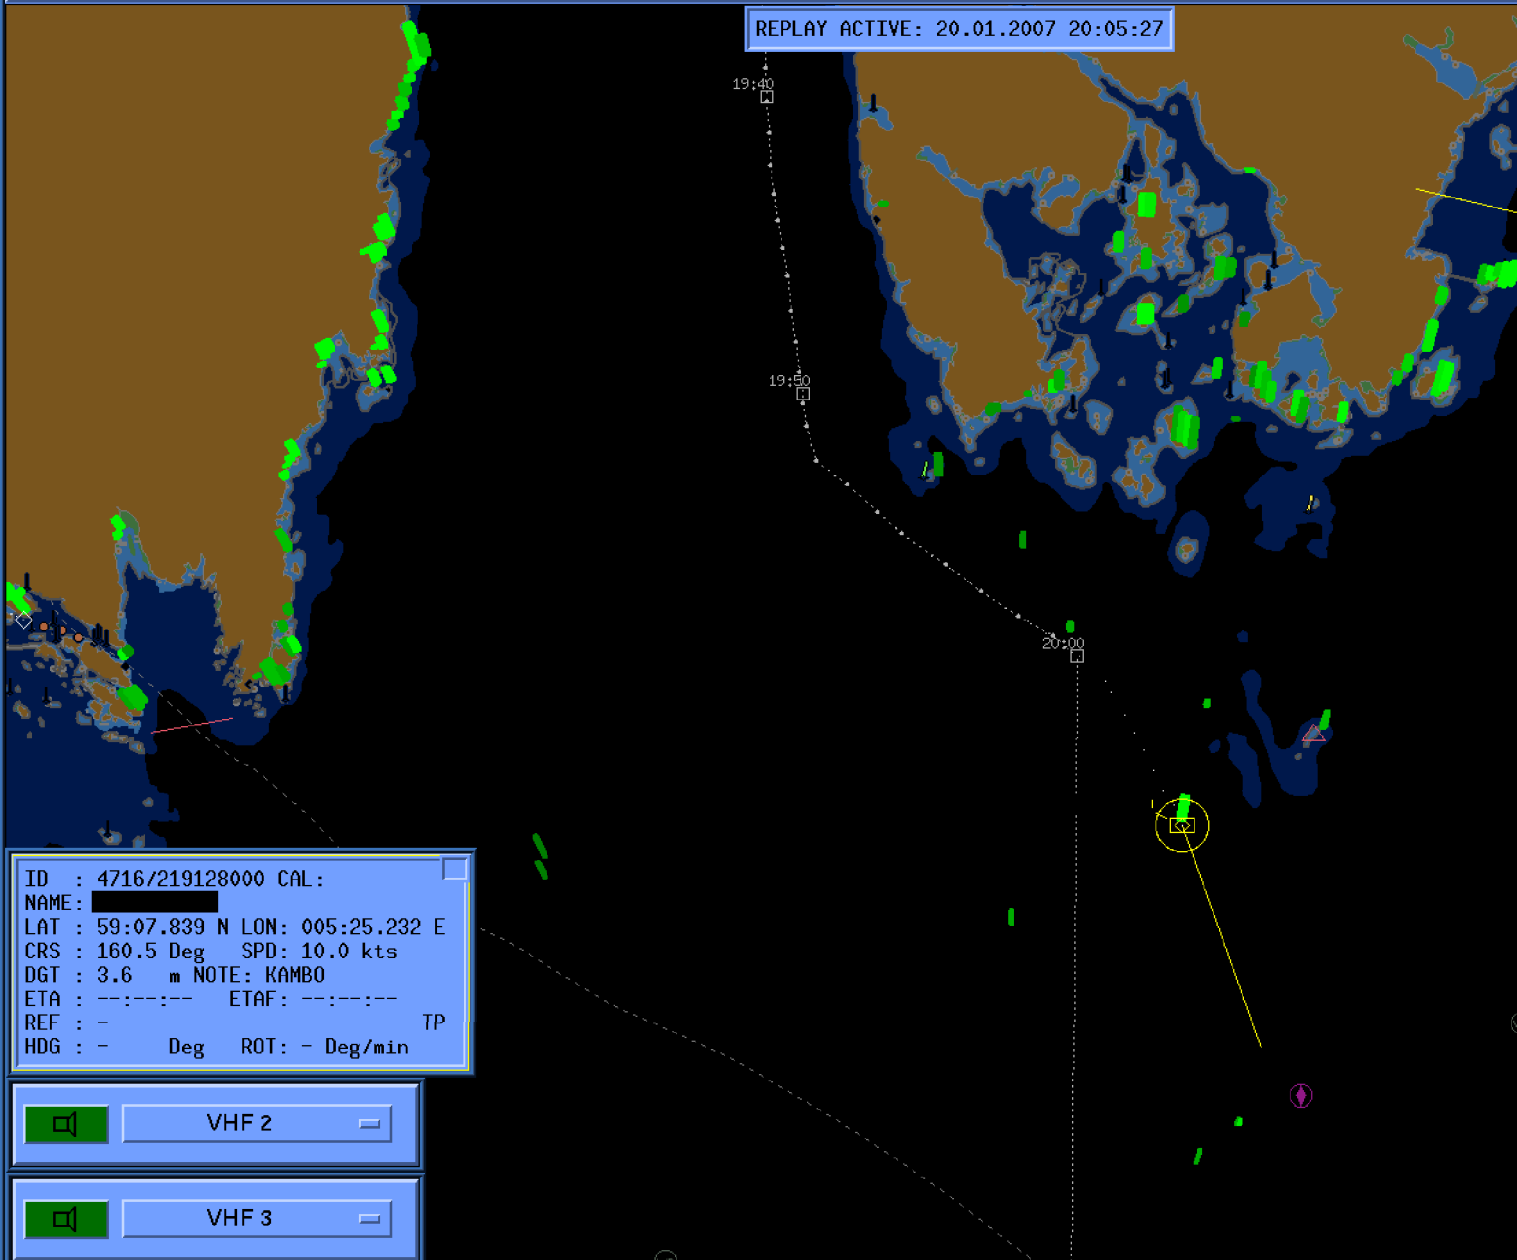 REPLAY ACTIVE: 20.01.2007 20:05:27
19:40
19:50
20:00
ID : 4716/219128000 CAL:
NAME:
LAT : 59:07.839 N LON: 005:25.232 E
CRS : 160.5 Deg SPD: 10.0 kts
DGT : 3.6 m NOTE: KAMBO
ETA : --:--:-- ETAF: --:--:--
REF : - TP
HDG : - Deg ROT: - Deg/min
VHF 2
VHF 3